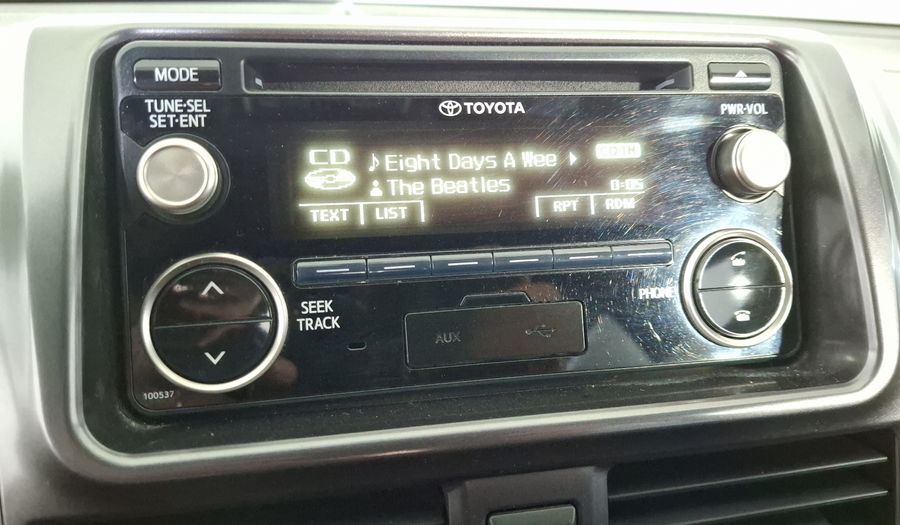 MODE
TUNE•SEL
SET•ENT
TOYOTA
PWR•VOL
CD
Eight Days A Wee
The Beatles
0:05
TEXT LIST RPT RDM
SEEK
TRACK
PHONE
AUX
100537